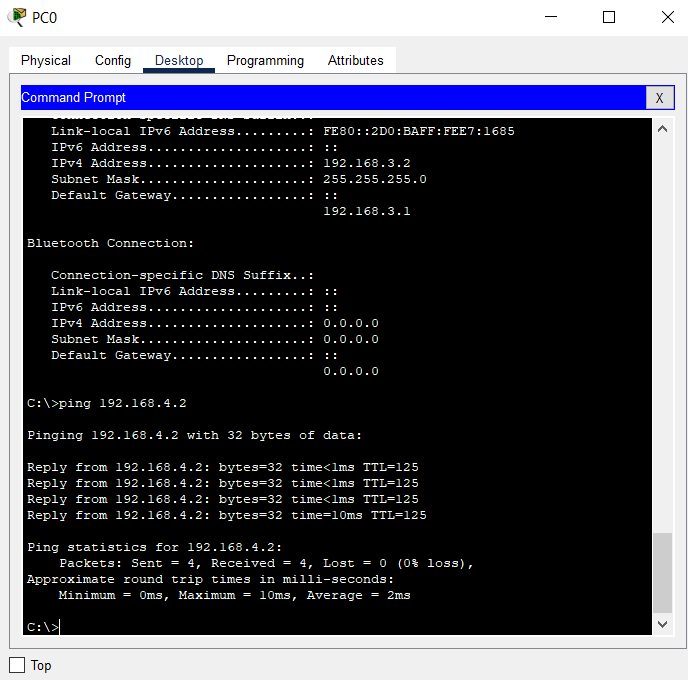 PC0
Physical Config Desktop Programming Attributes
Command Prompt X
Link-local IPv6 Address.........: FE80::2D0:BAFF:FEE7:1685
IPv6 Address....................: ::
IPv4 Address....................: 192.168.3.2
Subnet Mask.....................: 255.255.255.0
Default Gateway.................: ::
192.168.3.1
Bluetooth Connection:
Connection-specific DNS Suffix..:
Link-local IPv6 Address.........: ::
IPv6 Address....................: ::
IPv4 Address....................: 0.0.0.0
Subnet Mask.....................: 0.0.0.0
Default Gateway.................: ::
0.0.0.0
C:\>ping 192.168.4.2
Pinging 192.168.4.2 with 32 bytes of data:
Reply from 192.168.4.2: bytes=32 time<1ms TTL=125
Reply from 192.168.4.2: bytes=32 time<1ms TTL=125
Reply from 192.168.4.2: bytes=32 time<1ms TTL=125
Reply from 192.168.4.2: bytes=32 time=10ms TTL=125
Ping statistics for 192.168.4.2:
Packets: Sent = 4, Received = 4, Lost = 0 (0% loss),
Approximate round trip times in milli-seconds:
Minimum = 0ms, Maximum = 10ms, Average = 2ms
C:\>
Top